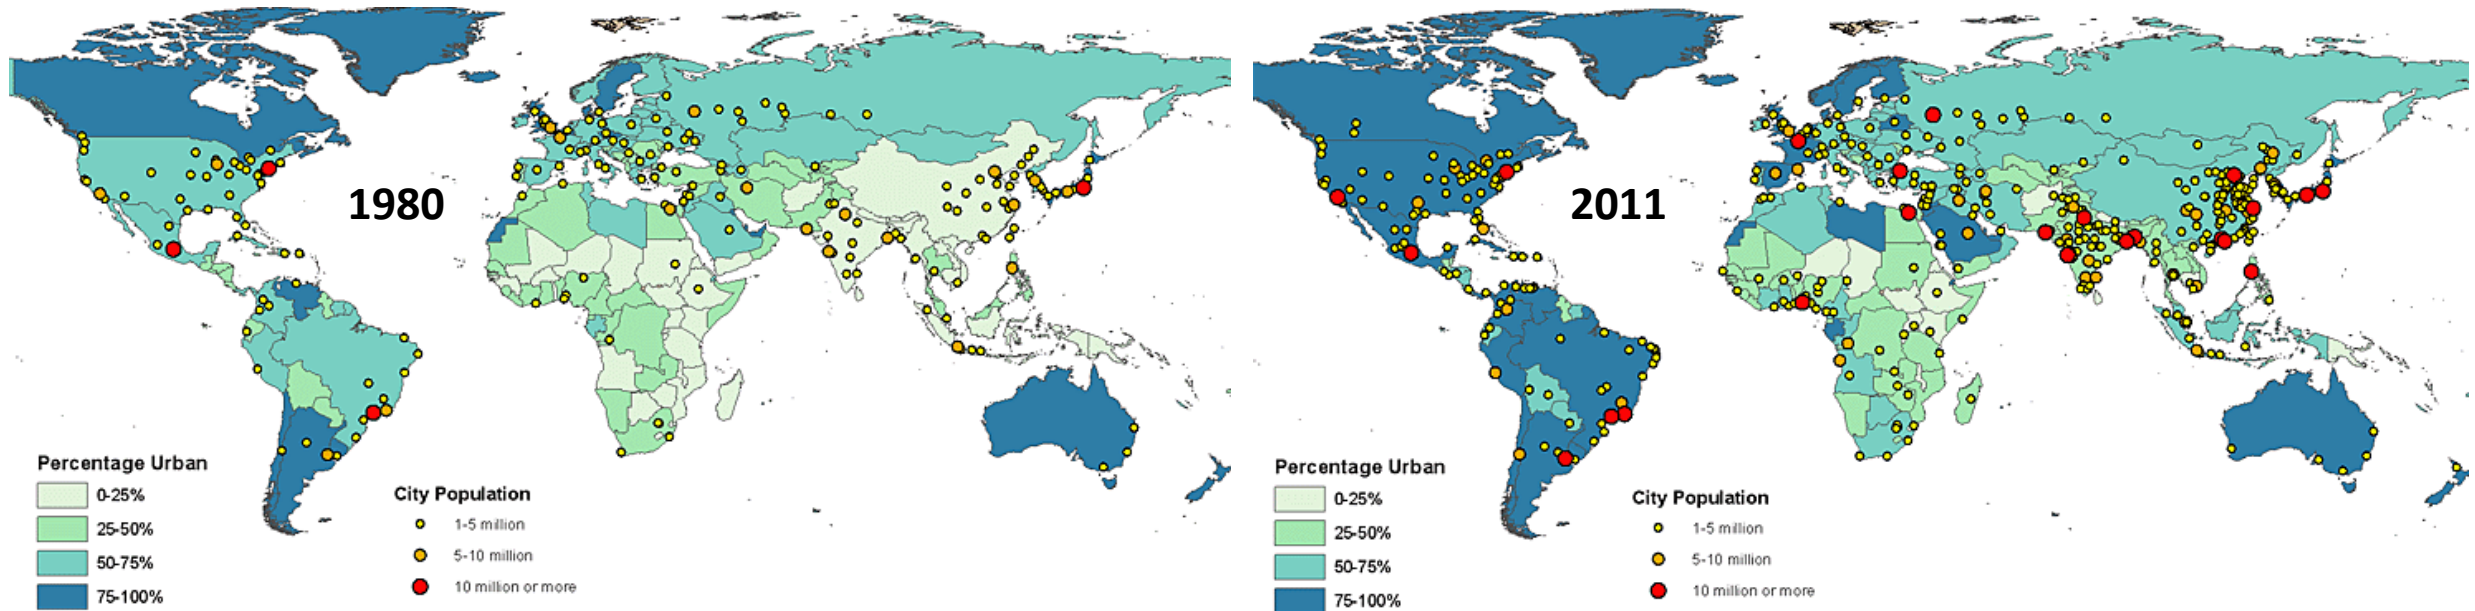 1980
Percentage Urban
0-25%
25-50%
50-75%
75-100%
City Population
1-5 million
5-10 million
10 million or more
2011
Percentage Urban
0-25%
25-50%
50-75%
75-100%
City Population
1-5 million
5-10 million
10 million or more